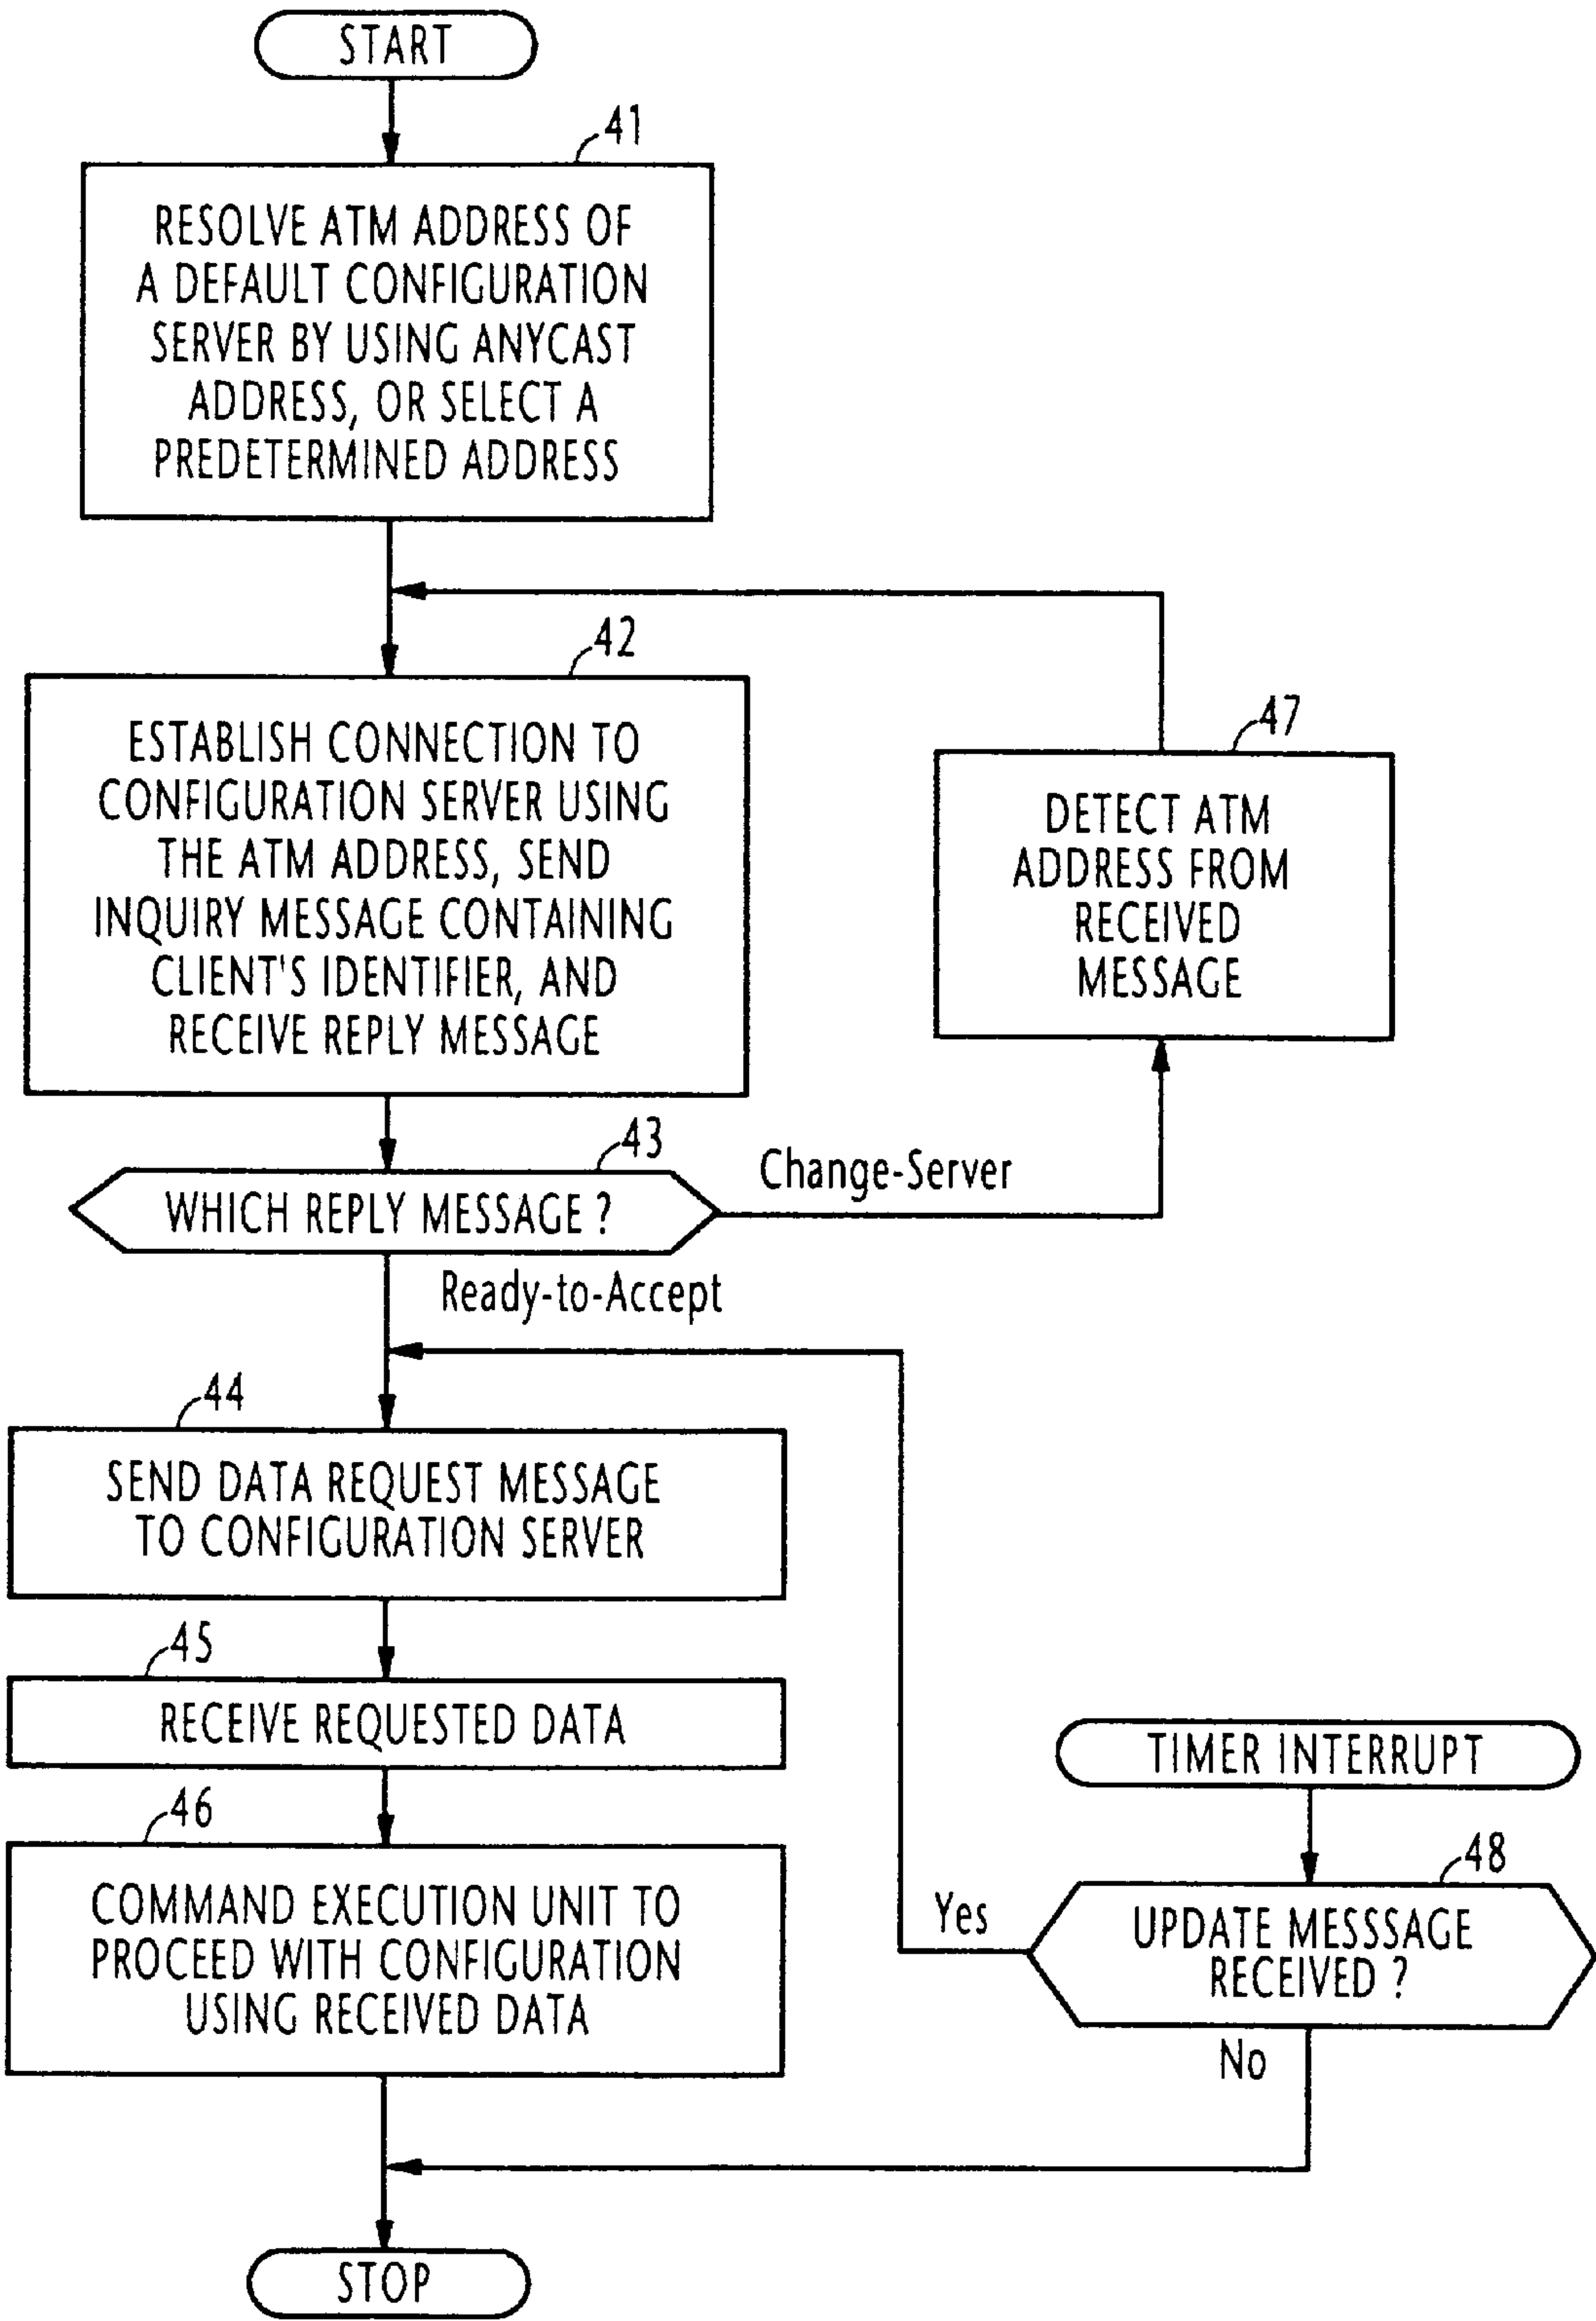 START
41
RESOLVE ATM ADDRESS OF
A DEFAULT CONFIGURATION
SERVER BY USING ANYCAST
ADDRESS, OR SELECT A
PREDETERMINED ADDRESS
42
ESTABLISH CONNECTION TO
CONFIGURATION SERVER USING
THE ATM ADDRESS, SEND
INQUIRY MESSAGE CONTAINING
CLIENT'S IDENTIFIER, AND
RECEIVE REPLY MESSAGE
47
DETECT ATM
ADDRESS FROM
RECEIVED
MESSAGE
43
WHICH REPLY MESSAGE ?
Change-Server
Ready-to-Accept
44
SEND DATA REQUEST MESSAGE
TO CONFIGURATION SERVER
45
RECEIVE REQUESTED DATA
46
COMMAND EXECUTION UNIT TO
PROCEED WITH CONFIGURATION
USING RECEIVED DATA
TIMER INTERRUPT
48
UPDATE MESSSAGE
RECEIVED ?
Yes
No
STOP